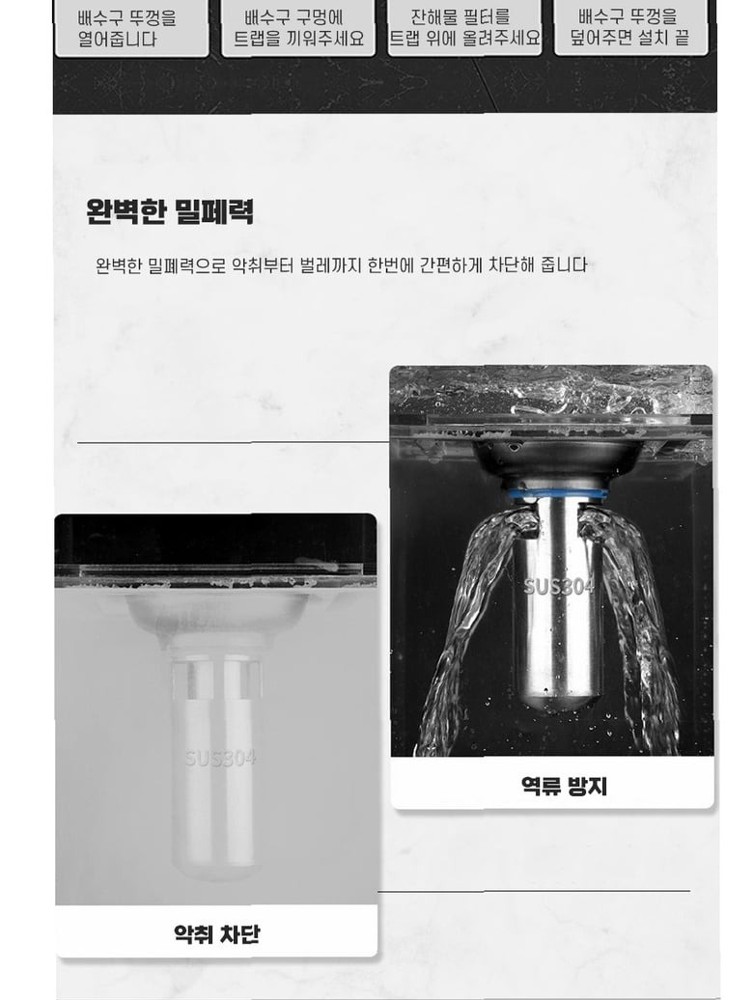 배수구 뚜껑을
열어줍니다
배수구 구멍에
트랩을 끼워주세요
잔해물 필터를
트랩 위에 올려주세요
배수구 뚜껑을
덮어주면 설치 끝
완벽한 밀폐력
완벽한 밀폐력으로 악취부터 벌레까지 한번에 간편하게 차단해 줍니다
SUS304
역류 방지
SUS304
악취 차단